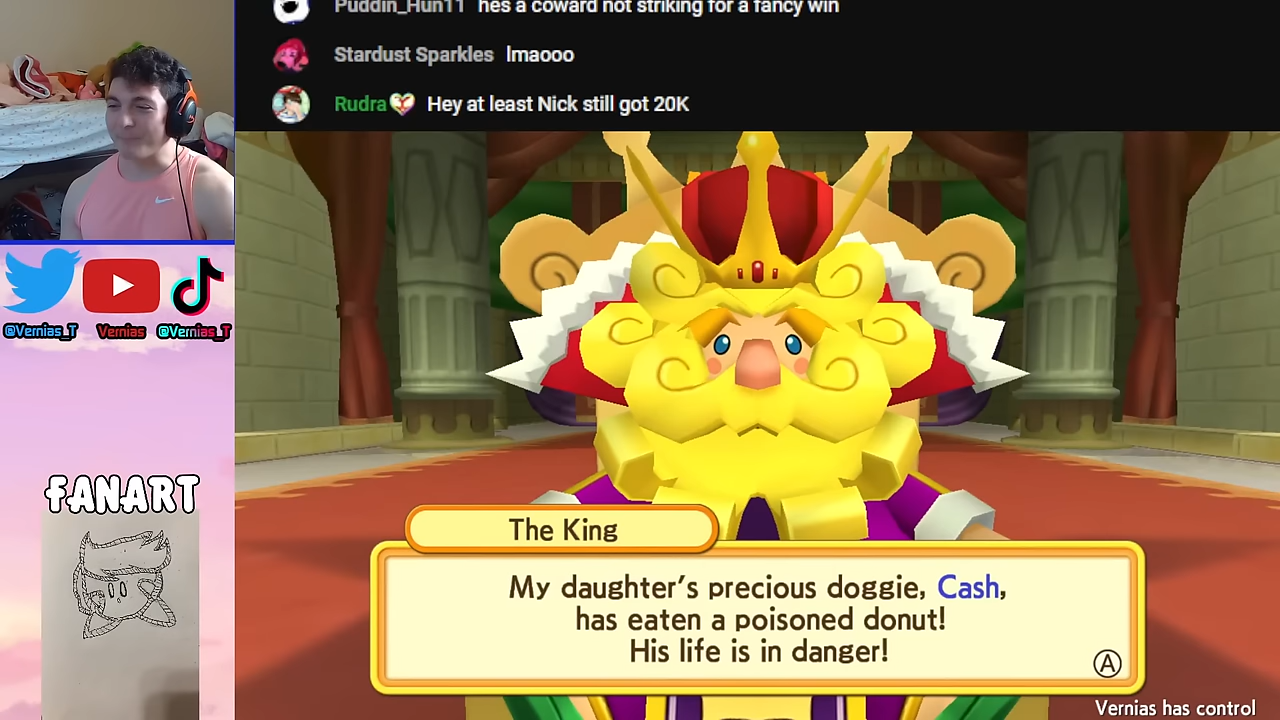 Puddin_Hun11 hes a coward not striking for a fancy win
Stardust Sparkles lmaooo
Rudra Hey at least Nick still got 20K
@Vernias_T Vernias @Vernias_T
FANART
The King
My daughter's precious doggie, Cash,
has eaten a poisoned donut!
His life is in danger!
A
Vernias has control